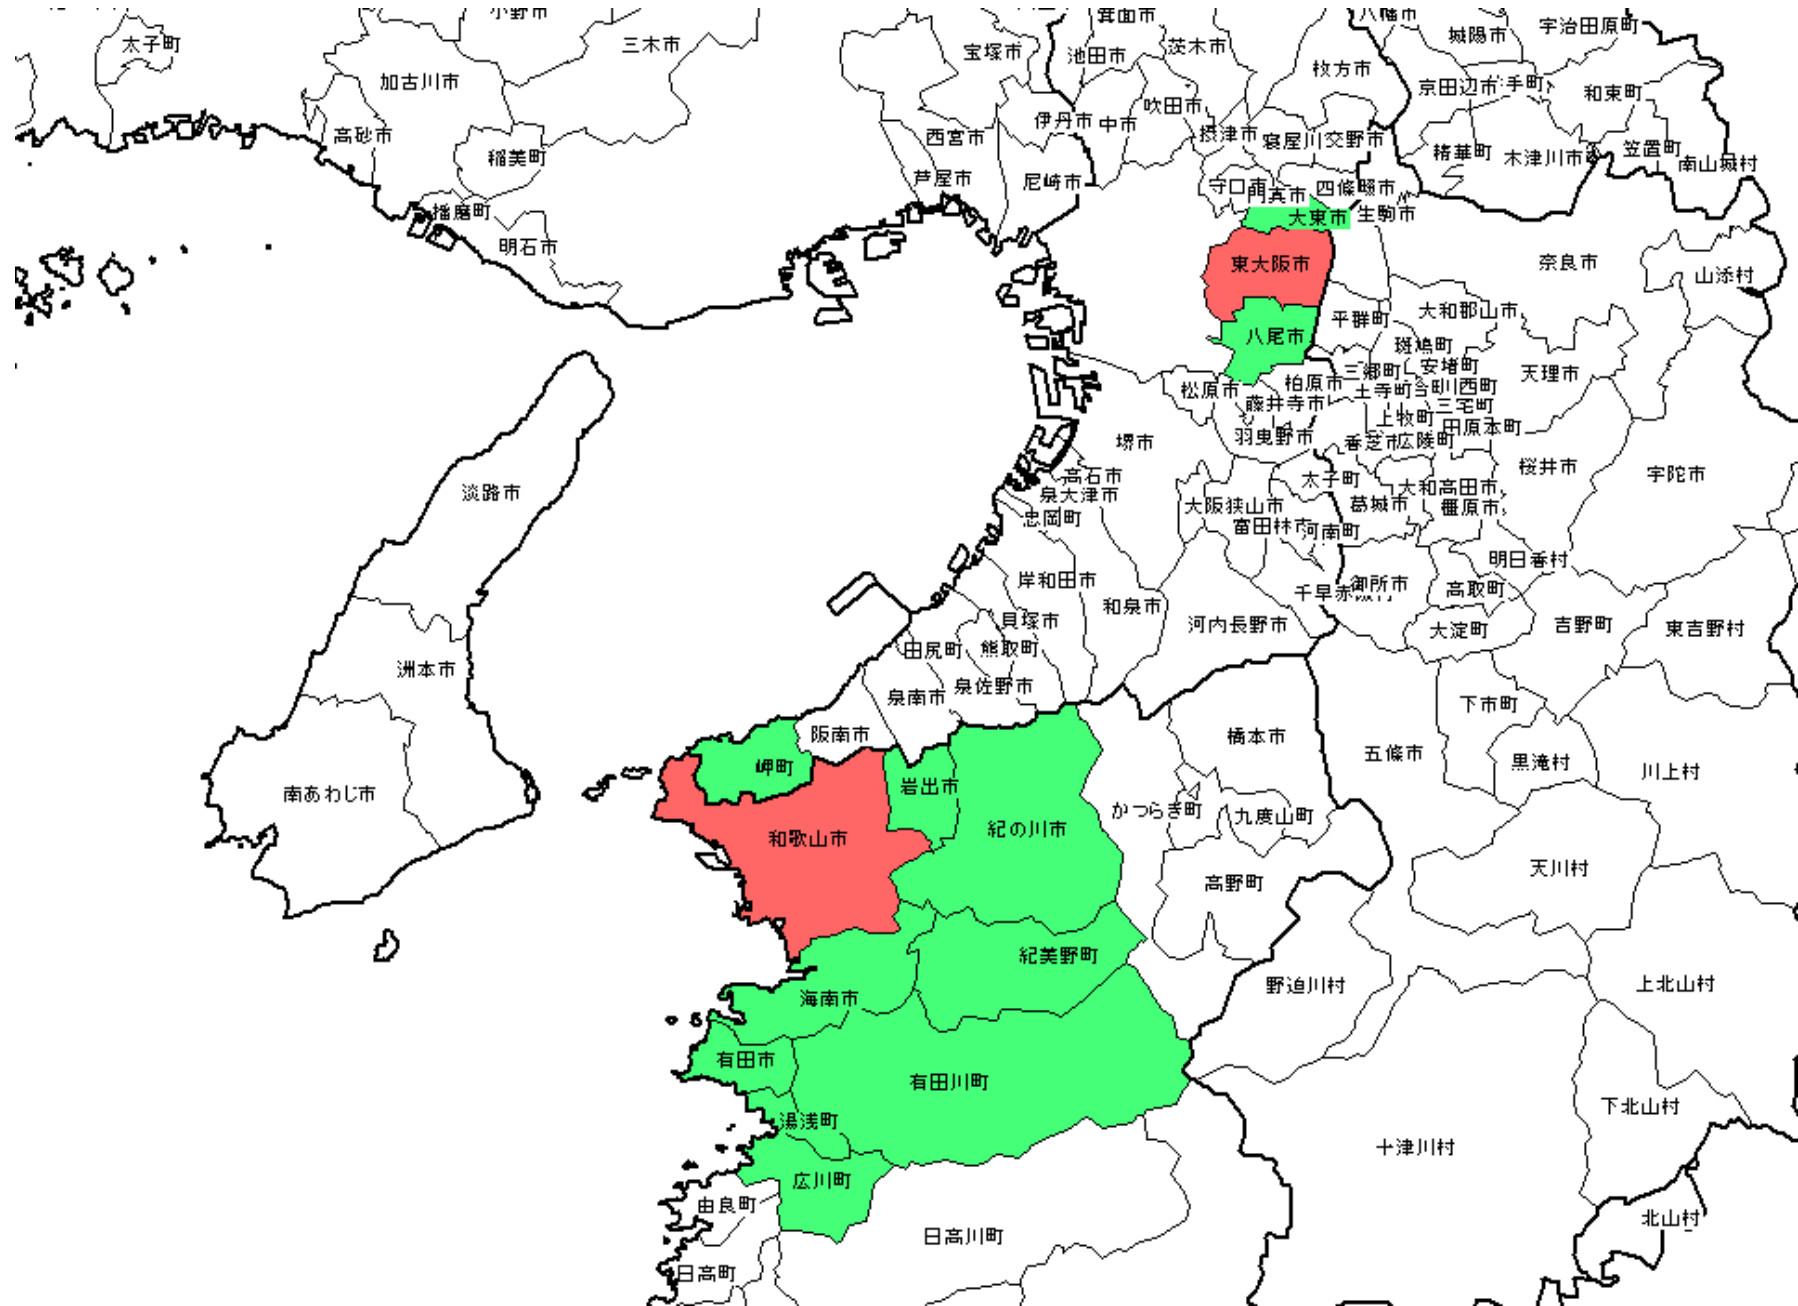 小野市
箕面市
八幡市
宇治田原町
太子町
三木市
宝塚市
池田市
茨木市
城陽市
加古川市
枚方市
京田辺市
手町
和束町
吹田市
高砂市
西宮市
伊丹市
中市
摂津市
寝屋川
交野市
精華町
木津川市
笠置町
南山城村
稲美町
芦屋市
尼崎市
守口市
門真市
四條畷市
播磨町
大東市
生駒市
明石市
東大阪市
奈良市
山添村
平群町
大和郡山市
八尾市
斑鳩町
安堵町
三郷町
天理市
松原市
柏原市
王寺町
川西町
藤井寺市
三宅町
上牧町
田原本町
堺市
羽曳野市
香芝市
広陵町
高石市
太子町
桜井市
宇陀市
淡路市
泉大津市
大和高田市
大阪狭山市
葛城市
橿原市
忠岡町
富田林市
河南町
明日香村
岸和田市
千早赤
御所市
高取町
和泉市
貝塚市
河内長野市
大淀町
吉野町
東吉野村
田尻町
熊取町
洲本市
泉佐野市
泉南市
下市町
阪南市
橋本市
五條市
岬町
黒滝村
川上村
南あわじ市
岩出市
かつらぎ町
九度山町
和歌山市
紀の川市
天川村
高野町
紀美野町
野迫川村
上北山村
海南市
有田市
有田川町
下北山村
湯浅町
十津川村
広川町
由良町
北山村
日高川町
日高町